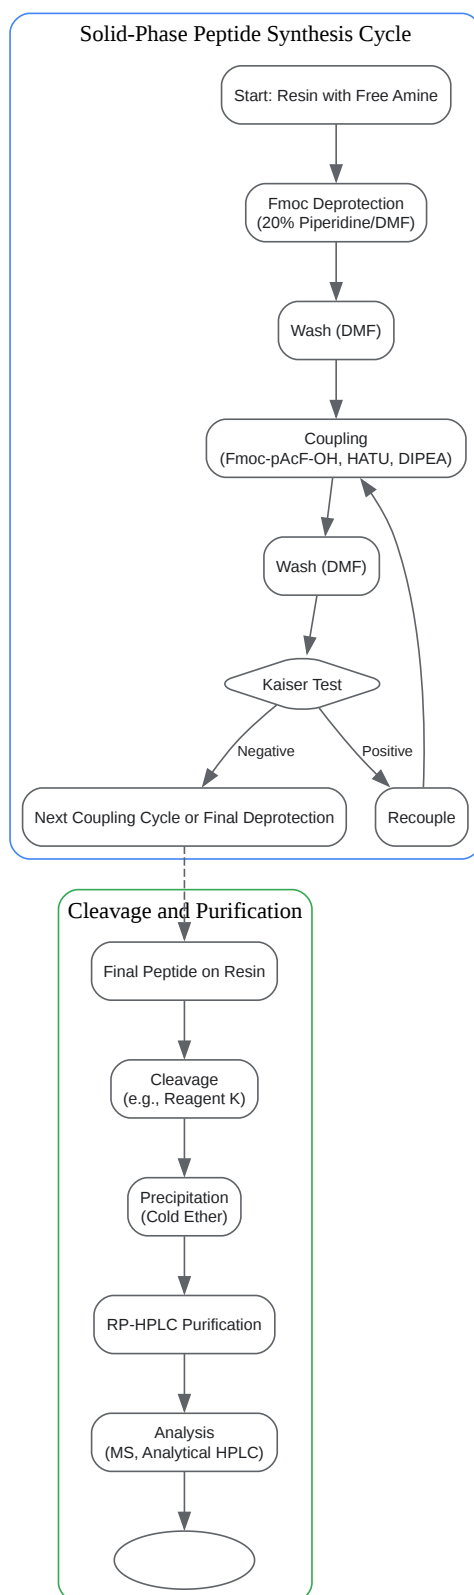 Solid-Phase Peptide Synthesis Cycle
Start: Resin with Free Amine
Fmoc Deprotection
(20% Piperidine/DMF)
Wash (DMF)
Coupling
(Fmoc-pAcF-OH, HATU, DIPEA)
Wash (DMF)
Kaiser Test
Negative
Positive
Next Coupling Cycle or Final Deprotection
Recouple
Cleavage and Purification
Final Peptide on Resin
Cleavage
(e.g., Reagent K)
Precipitation
(Cold Ether)
RP-HPLC Purification
Analysis
(MS, Analytical HPLC)